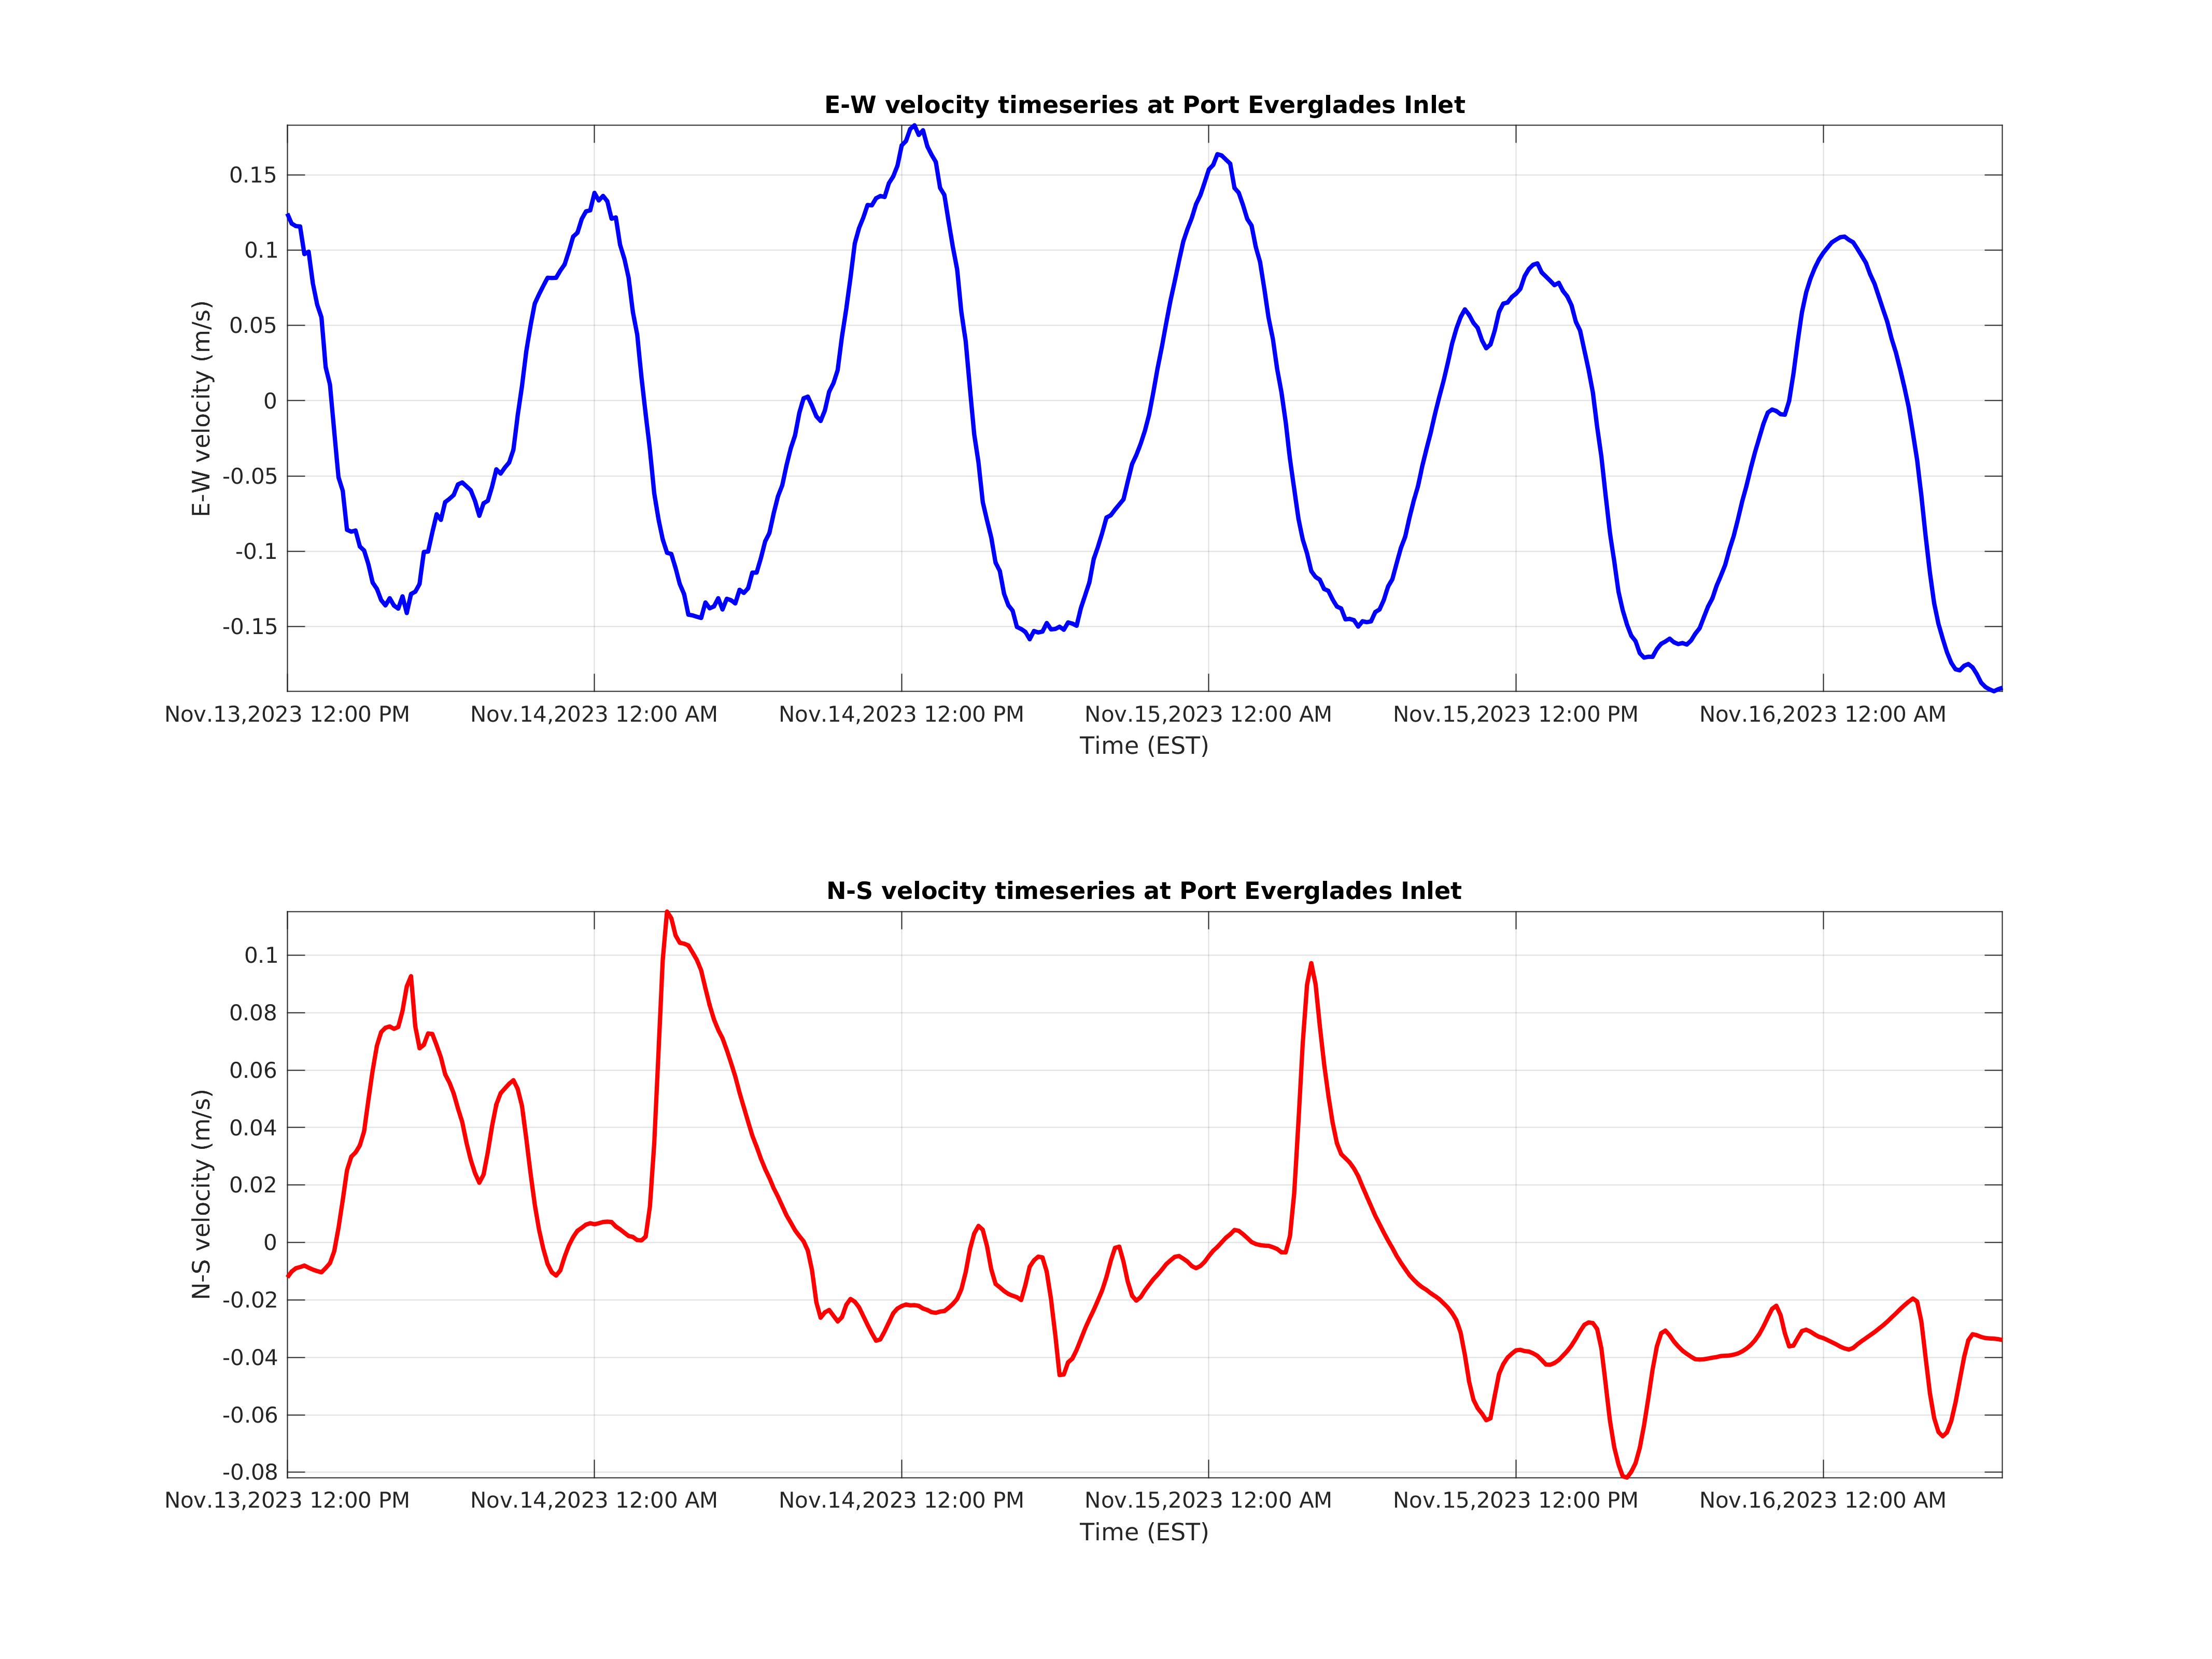 E-W velocity timeseries at Port Everglades Inlet
0.15
0.1
0.05
0
-0.05
-0.1
-0.15
E-W velocity (m/s)
Nov.13,2023 12:00 PM Nov.14,2023 12:00 AM Nov.14,2023 12:00 PM Nov.15,2023 12:00 AM Nov.15,2023 12:00 PM Nov.16,2023 12:00 AM
Time (EST)
N-S velocity timeseries at Port Everglades Inlet
0.1
0.08
0.06
0.04
0.02
0
-0.02
-0.04
-0.06
-0.08
N-S velocity (m/s)
Nov.13,2023 12:00 PM Nov.14,2023 12:00 AM Nov.14,2023 12:00 PM Nov.15,2023 12:00 AM Nov.15,2023 12:00 PM Nov.16,2023 12:00 AM
Time (EST)